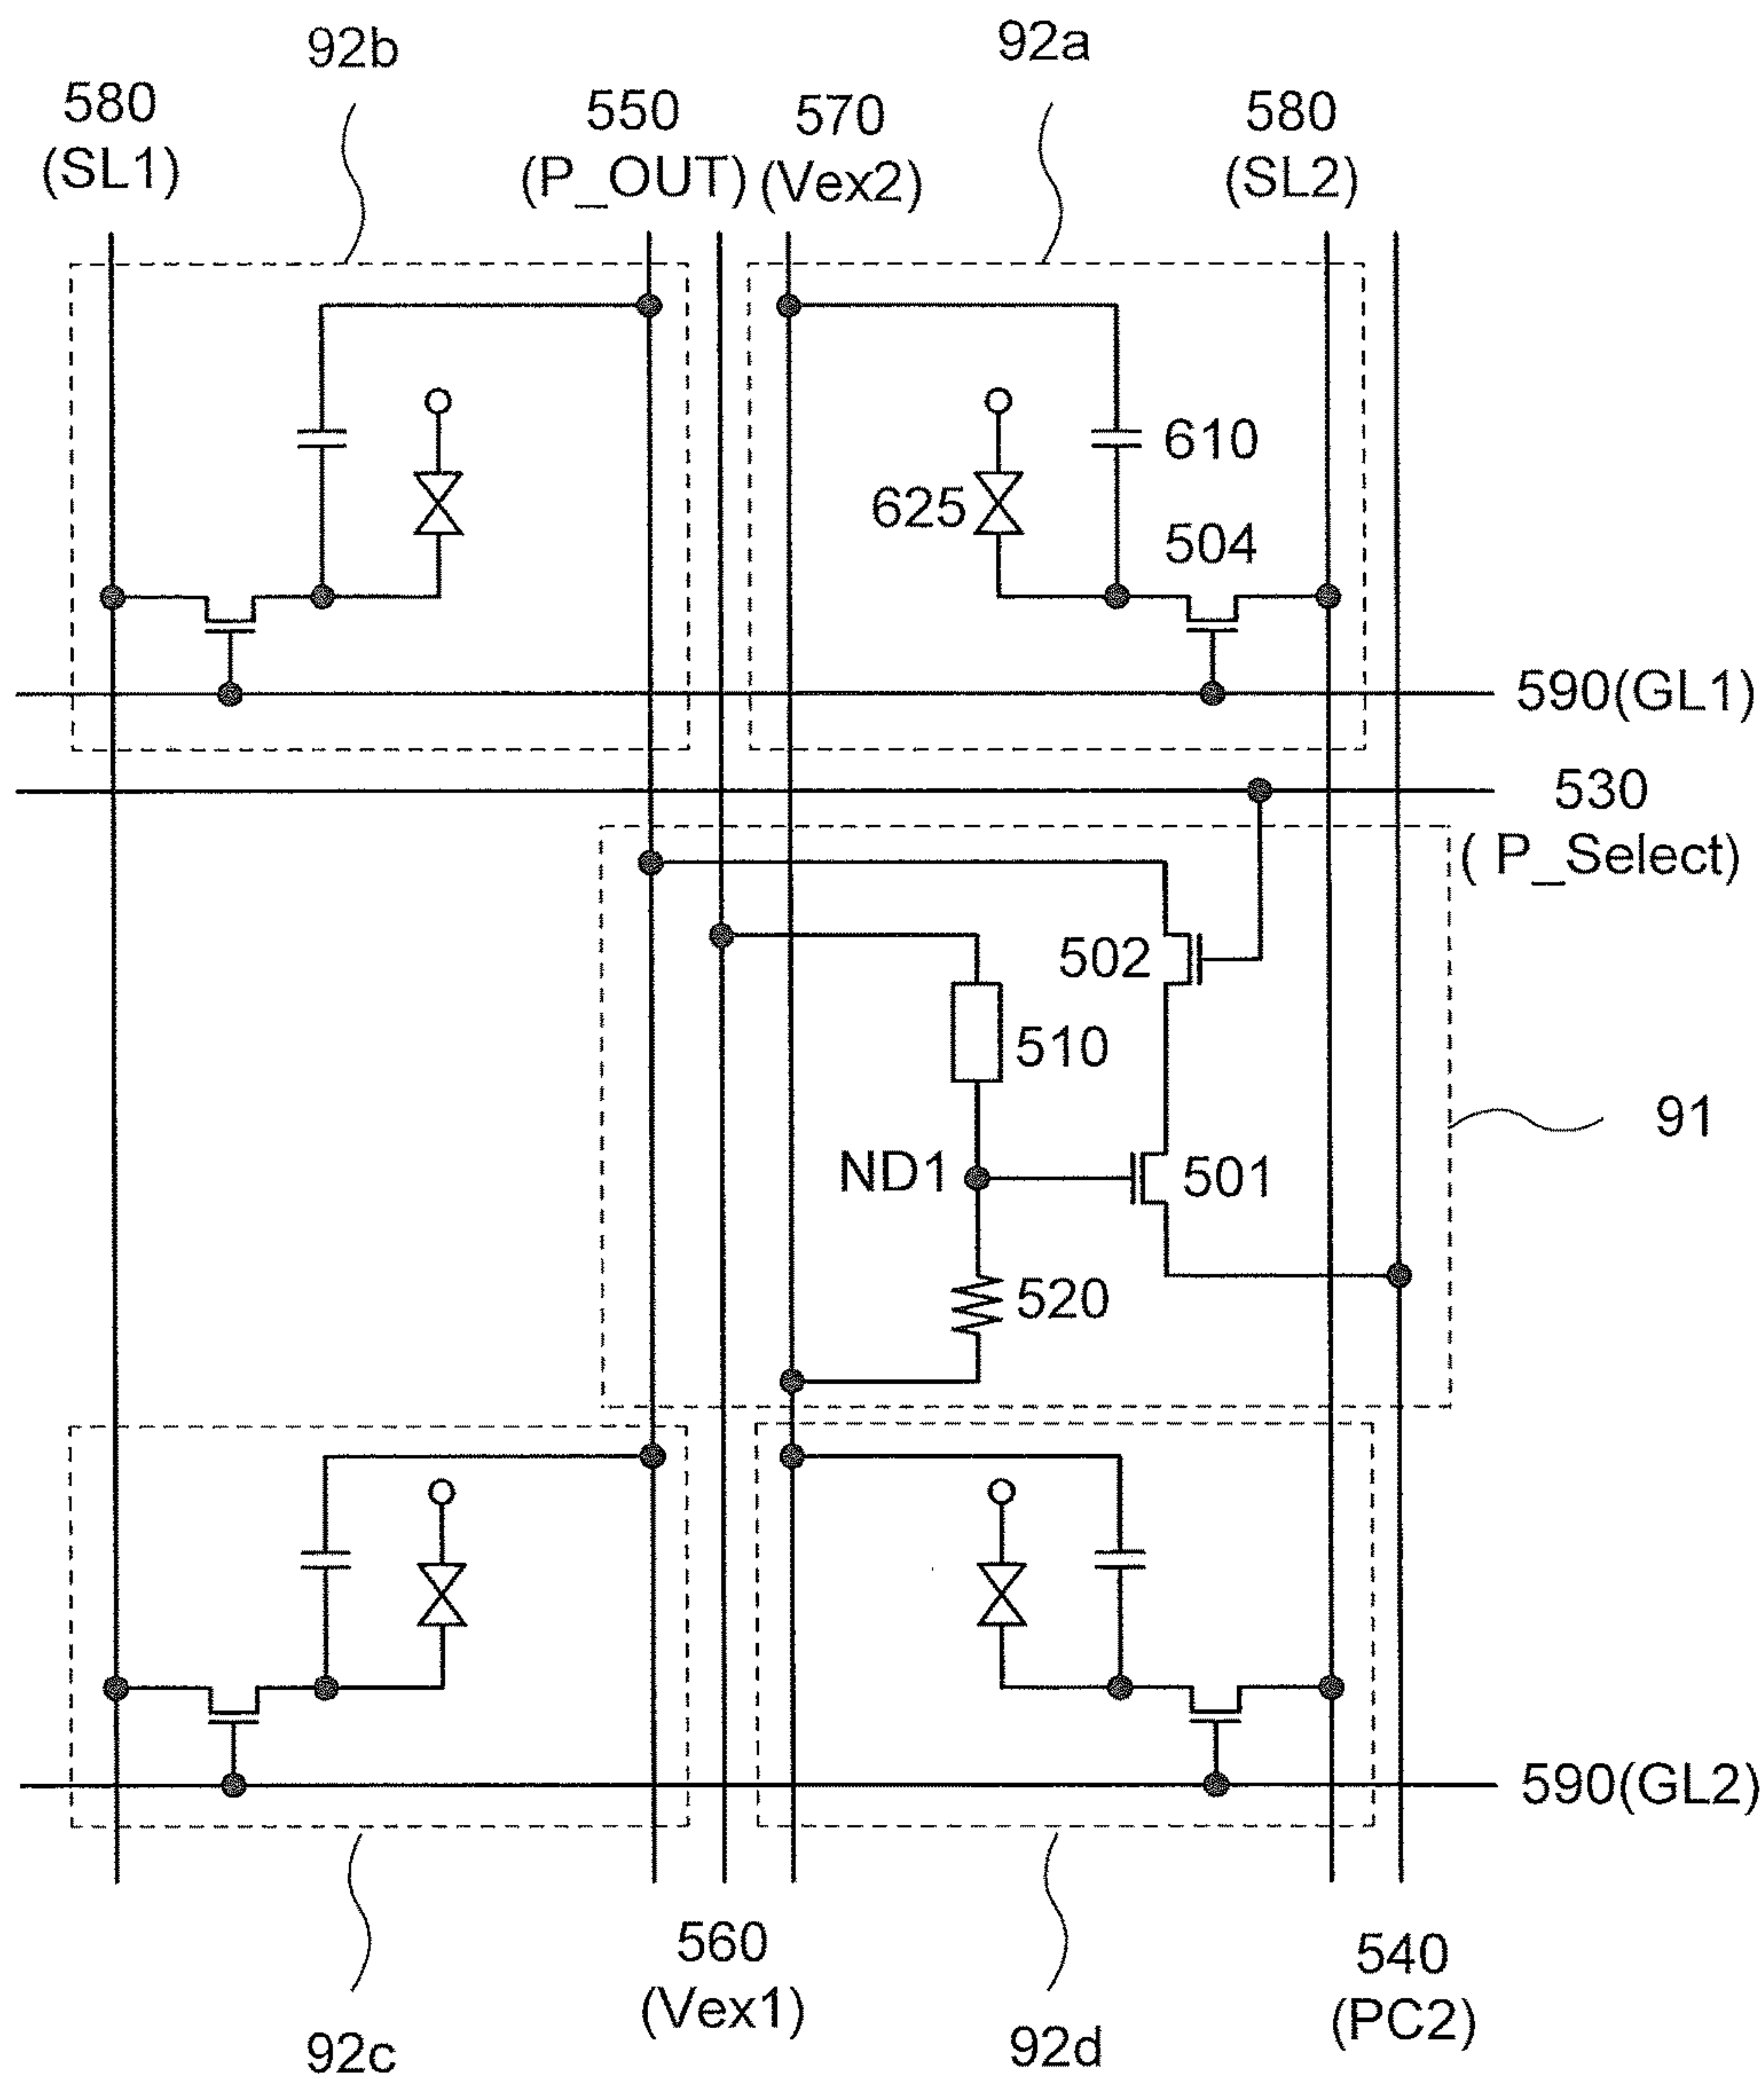 92b
92a
580
(SL1)
550
(P_OUT)
570
(Vex2)
580
(SL2)
610
625
504
590(GL1)
530
( P_Select)
502
510
91
ND1
501
520
590(GL2)
560
(Vex1)
540
(PC2)
92c
92d